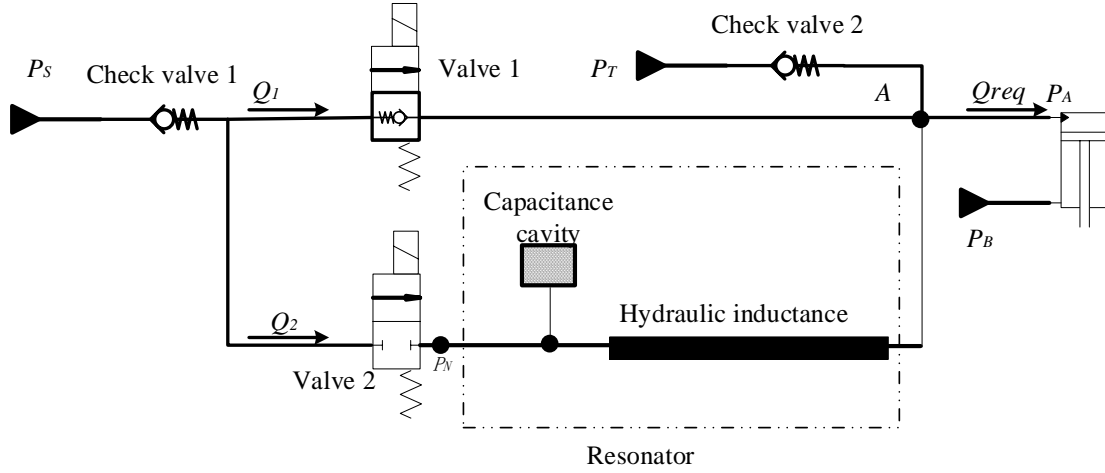 Check valve 2
P_S
Check valve 1
Valve 1
P_T
Q_1
A
Qreq
P_A
Capacitance
cavity
P_B
Q_2
Hydraulic inductance
P_N
Valve 2
Resonator